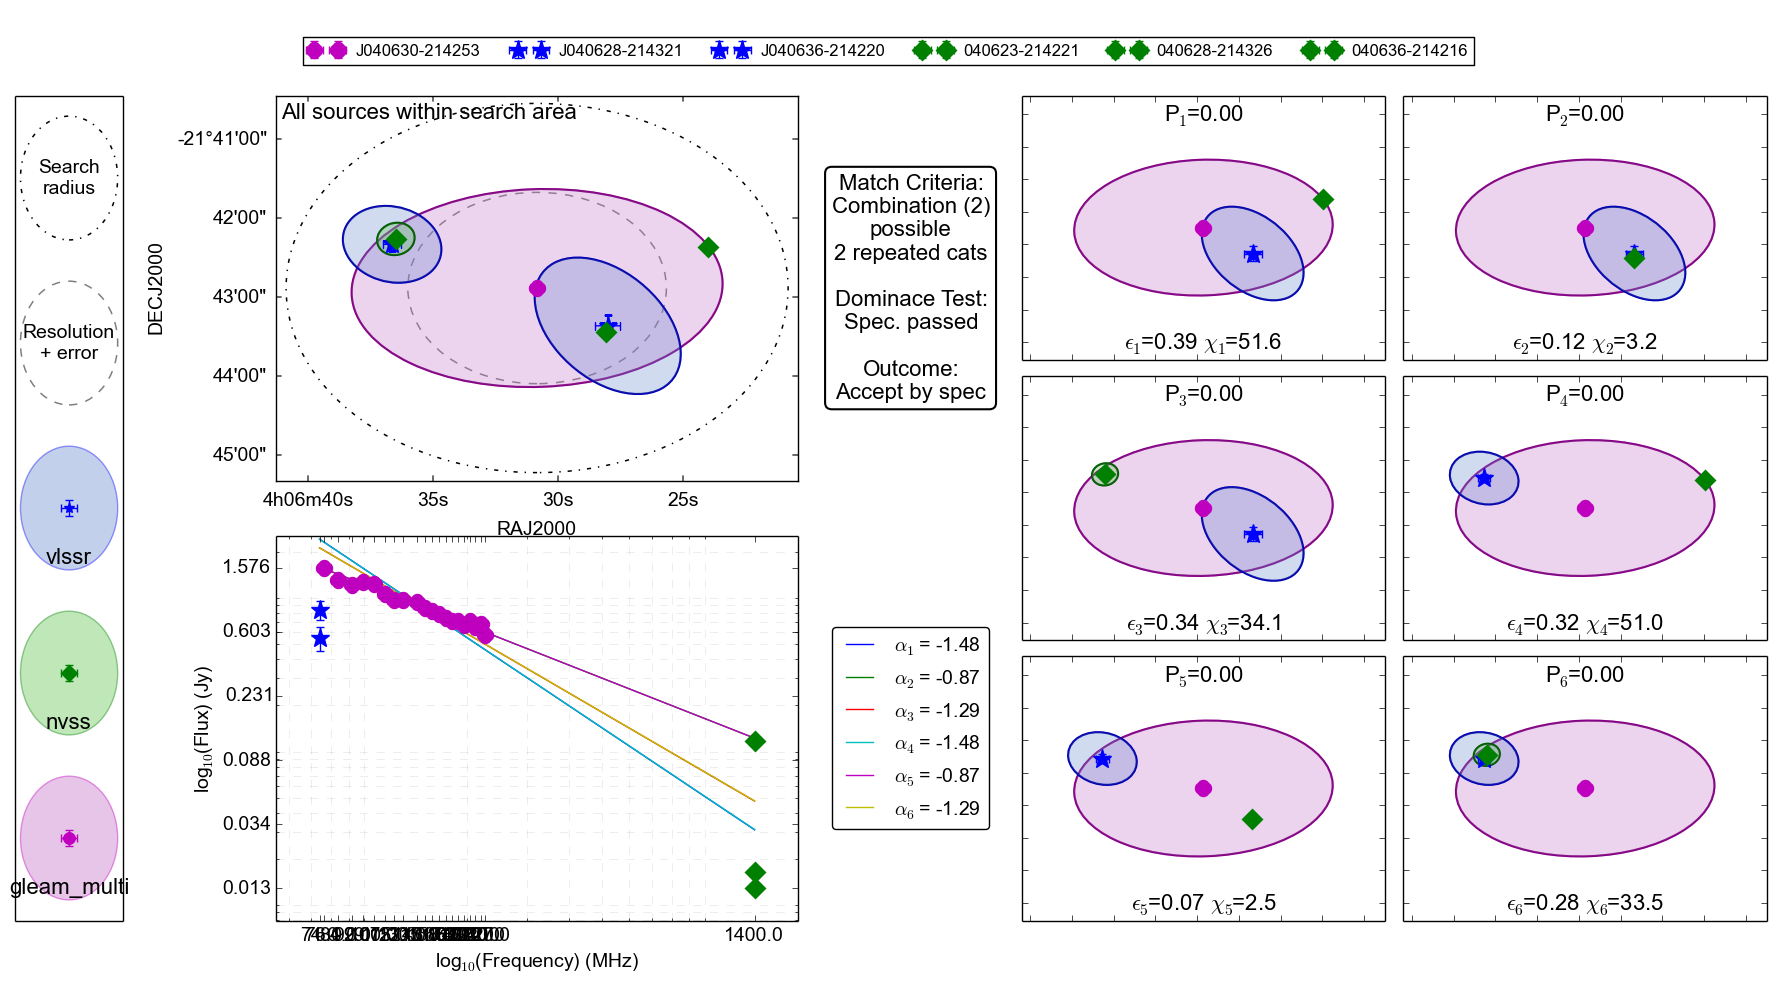 J040630-214253 J040628-214321 J040636-214220 040623-214221 040628-214326 040636-214216
Search
radius
Resolution
+ error
vlssr
nvss
gleam_multi
All sources within search area
-21°41'00"
42'00"
43'00"
44'00"
45'00"
DECJ2000
4h06m40s 35s 30s 25s
RAJ2000
Match Criteria:
Combination (2)
possible
2 repeated cats
Dominace Test:
Spec. passed
Outcome:
Accept by spec
1.576
0.603
0.231
0.088
0.034
0.013
log10(Flux) (Jy)
1400.0
log10(Frequency) (MHz)
α1 = -1.48
α2 = -0.87
α3 = -1.29
α4 = -1.48
α5 = -0.87
α6 = -1.29
P1=0.00
ϵ1=0.39 χ1=51.6
P2=0.00
ϵ2=0.12 χ2=3.2
P3=0.00
ϵ3=0.34 χ3=34.1
P4=0.00
ϵ4=0.32 χ4=51.0
P5=0.00
ϵ5=0.07 χ5=2.5
P6=0.00
ϵ6=0.28 χ6=33.5